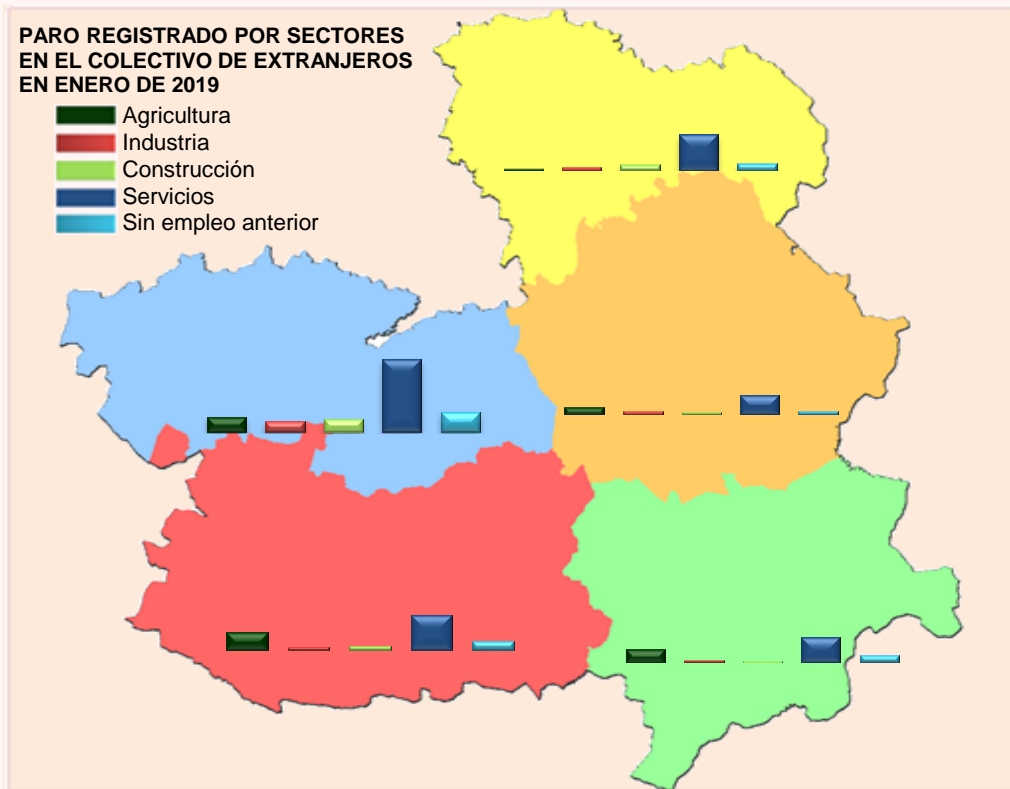 PARO REGISTRADO POR SECTORES
EN EL COLECTIVO DE EXTRANJEROS
EN ENERO DE 2019
Agricultura
Industria
Construcción
Servicios
Sin empleo anterior